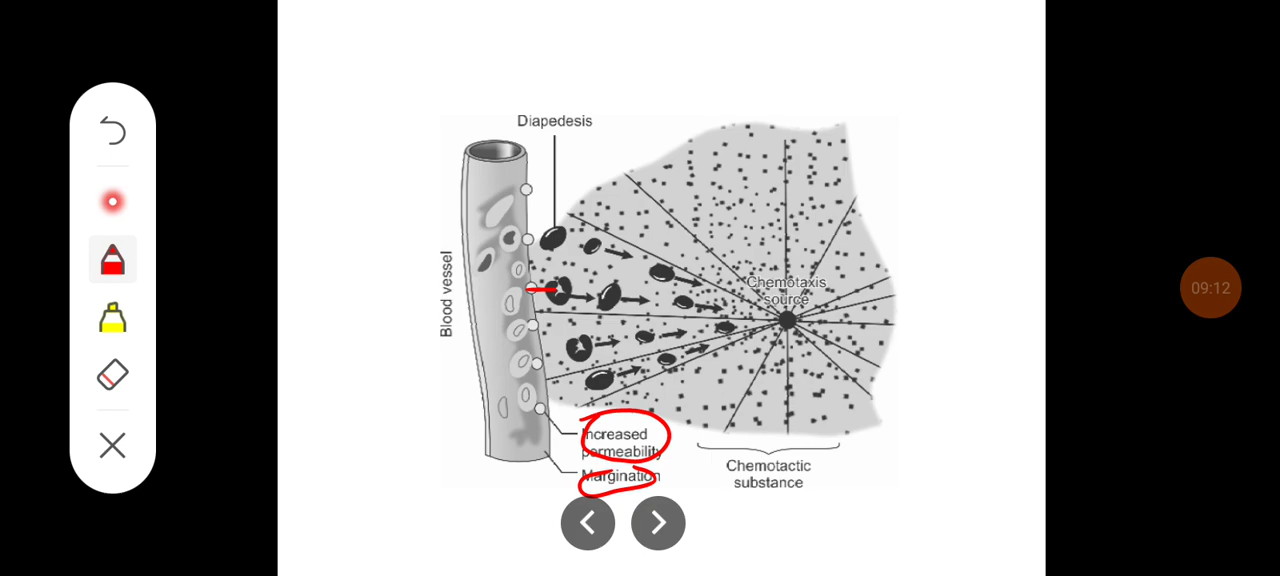 Diapedesis
Blood vessel
Chemotaxis
source
Increased
permeability
Margination
Chemotactic
substance
09:12